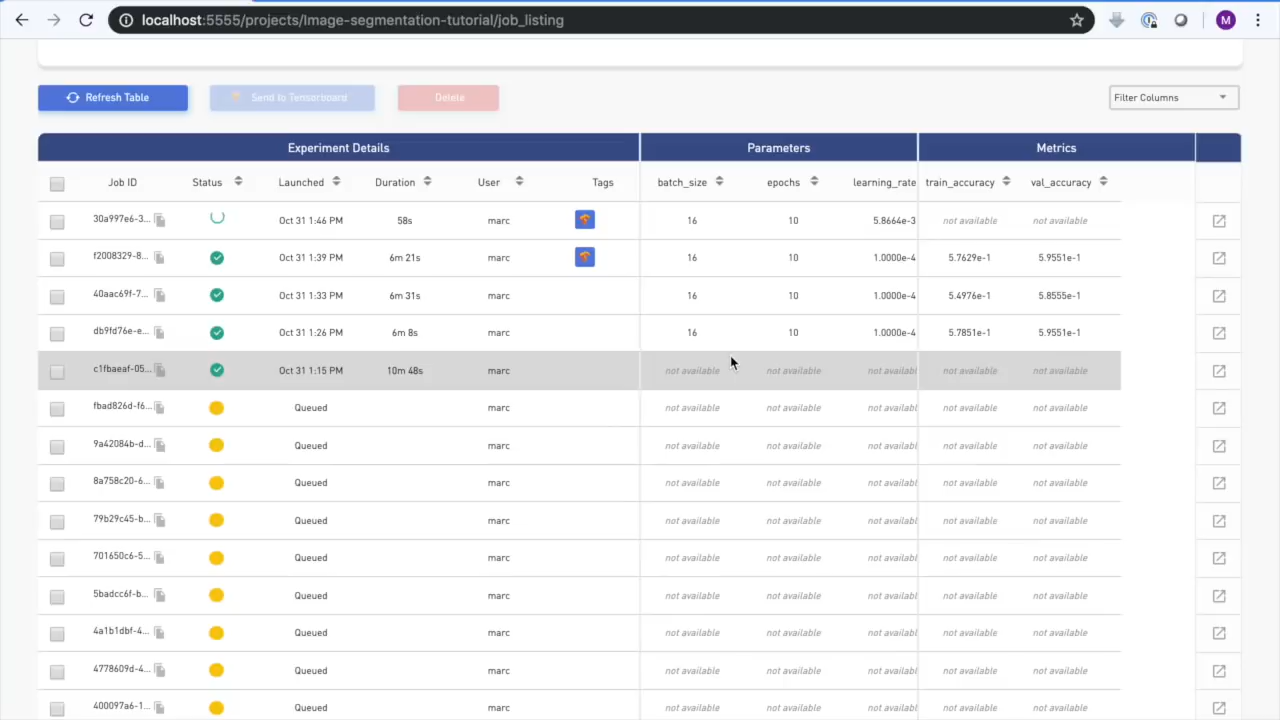 localhost:5555/projects/Image-segmentation-tutorial/job_listing
M
Refresh Table Send to Tensorboard Delete Filter Columns
Experiment Details Parameters Metrics
Job ID Status Launched Duration User Tags batch_size epochs learning_rate train_accuracy val_accuracy
30a997e6-3... Oct 31 1:46 PM 58s marc 16 10 5.8664e-3 not available not available
f2008329-8... Oct 31 1:39 PM 6m 21s marc 16 10 1.0000e-4 5.7629e-1 5.9551e-1
40aac69f-7... Oct 31 1:33 PM 6m 31s marc 16 10 1.0000e-4 5.4976e-1 5.8555e-1
db9fd76e-e... Oct 31 1:26 PM 6m 8s marc 16 10 1.0000e-4 5.7851e-1 5.9551e-1
c1fbaeaf-05... Oct 31 1:15 PM 10m 48s marc not available not available not availabl not available not available
fbad826d-f6... Queued marc not available not available not availabl not available not available
9a42084b-d... Queued marc not available not available not availabl not available not available
8a758c20-6... Queued marc not available not available not availabl not available not available
79b29c45-b... Queued marc not available not available not availabl not available not available
701650c6-5... Queued marc not available not available not availabl not available not available
5badcc6f-b... Queued marc not available not available not availabl not available not available
4a1b1dbf-4... Queued marc not available not available not availabl not available not available
4778609d-4... Queued marc not available not available not availabl not available not available
400097a6-1... Queued marc not available not available not availabl not available not available